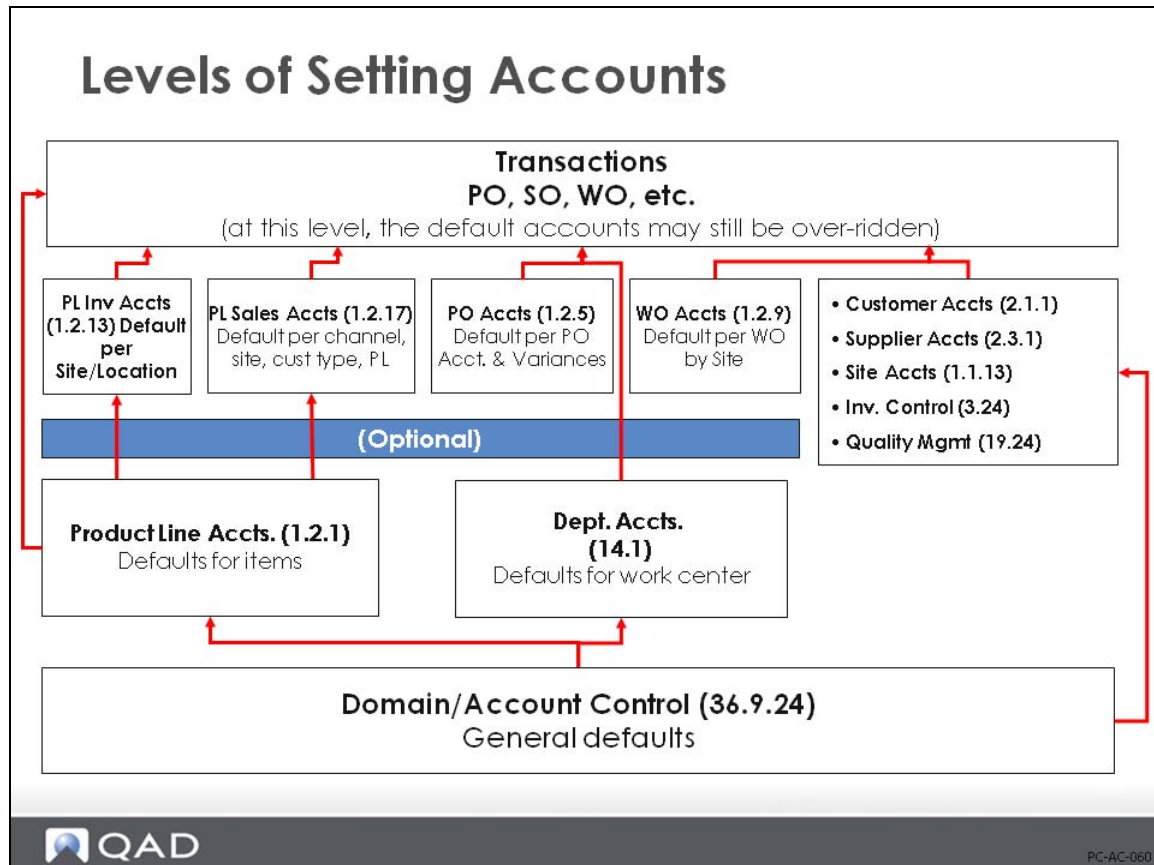 Levels of Setting Accounts
Transactions
PO, SO, WO, etc.
(at this level, the default accounts may still be over-ridden)
PL Inv Accts
(1.2.13) Default
per
Site/Location
PL Sales Accts (1.2.17)
Default per channel,
site, cust type, PL
PO Accts (1.2.5)
Default per PO
Acct. & Variances
WO Accts (1.2.9)
Default per WO
by Site
• Customer Accts (2.1.1)
• Supplier Accts (2.3.1)
• Site Accts (1.1.13)
• Inv. Control (3.24)
• Quality Mgmt (19.24)
(Optional)
Product Line Accts. (1.2.1)
Defaults for items
Dept. Accts.
(14.1)
Defaults for work center
Domain/Account Control (36.9.24)
General defaults
QAD
PC-AC-060